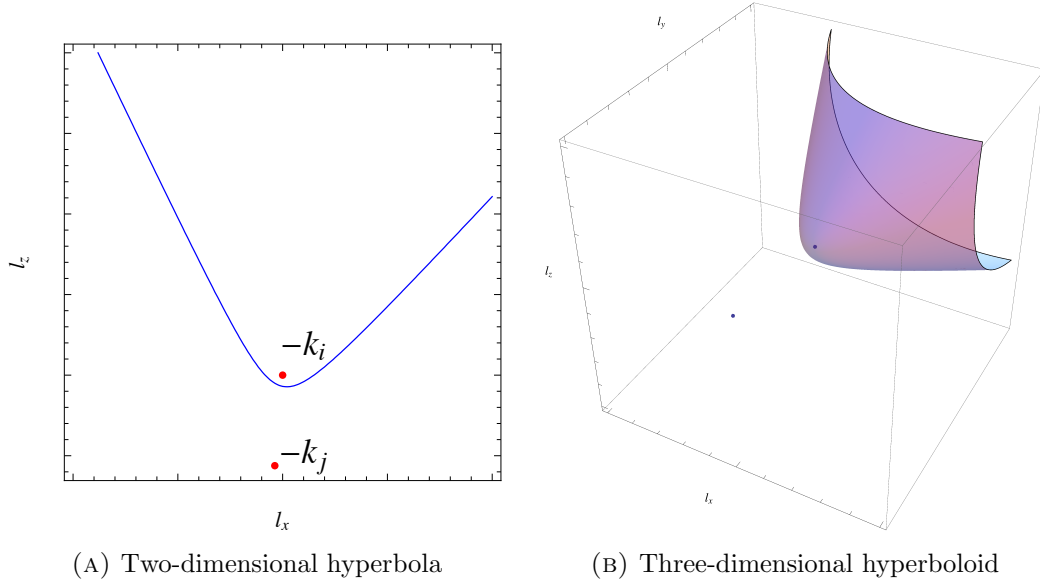 l_z
−k_i
−k_j
l_x
(A) Two-dimensional hyperbola
l_y
l_z
l_x
(B) Three-dimensional hyperboloid